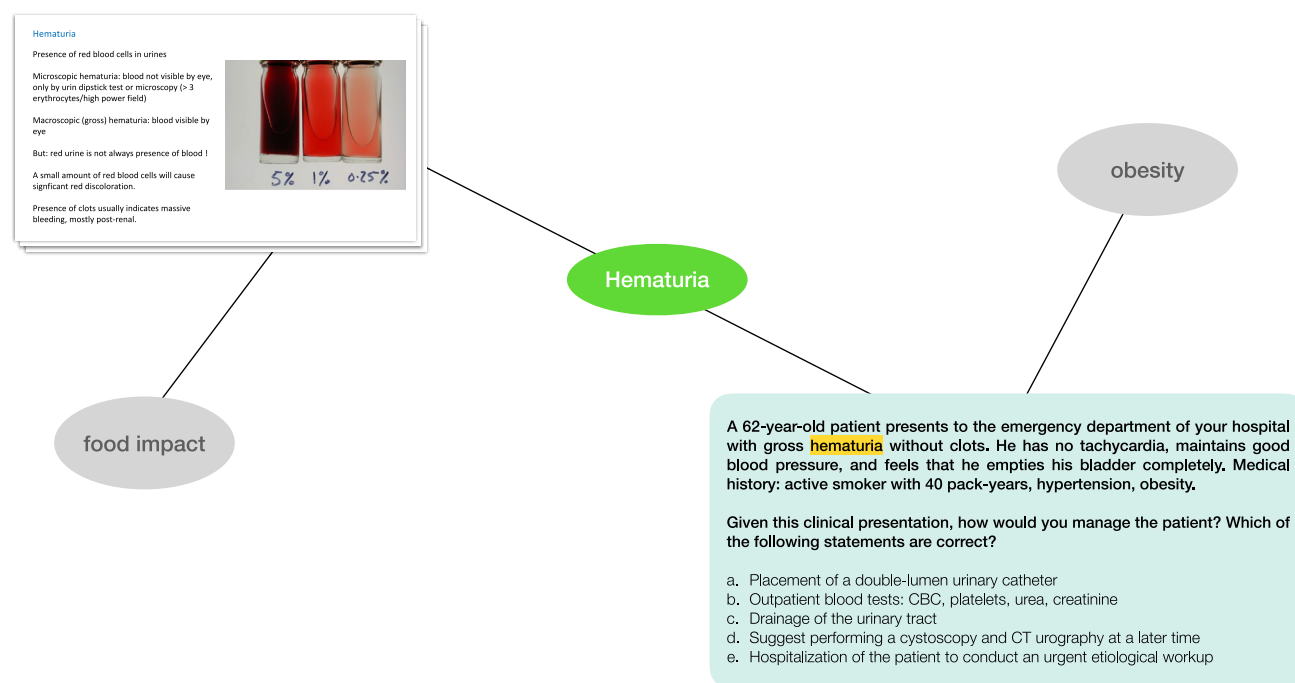 Hematuria
Presence of red blood cells in urines
Microscopic hematuria: blood not visible by eye,
only by urin dipstick test or microscopy (> 3
erythrocytes/high power field)
Macroscopic (gross) hematuria: blood visible by
eye
But: red urine is not always presence of blood !
A small amount of red blood cells will cause
signficant red discoloration.
Presence of clots usually indicates massive
bleeding, mostly post-renal.
5% 1% 0.25%
obesity
Hematuria
food impact
A 62-year-old patient presents to the emergency department of your hospital
with gross hematuria without clots. He has no tachycardia, maintains good
blood pressure, and feels that he empties his bladder completely. Medical
history: active smoker with 40 pack-years, hypertension, obesity.
Given this clinical presentation, how would you manage the patient? Which of
the following statements are correct?
a. Placement of a double-lumen urinary catheter
b. Outpatient blood tests: CBC, platelets, urea, creatinine
c. Drainage of the urinary tract
d. Suggest performing a cystoscopy and CT urography at a later time
e. Hospitalization of the patient to conduct an urgent etiological workup